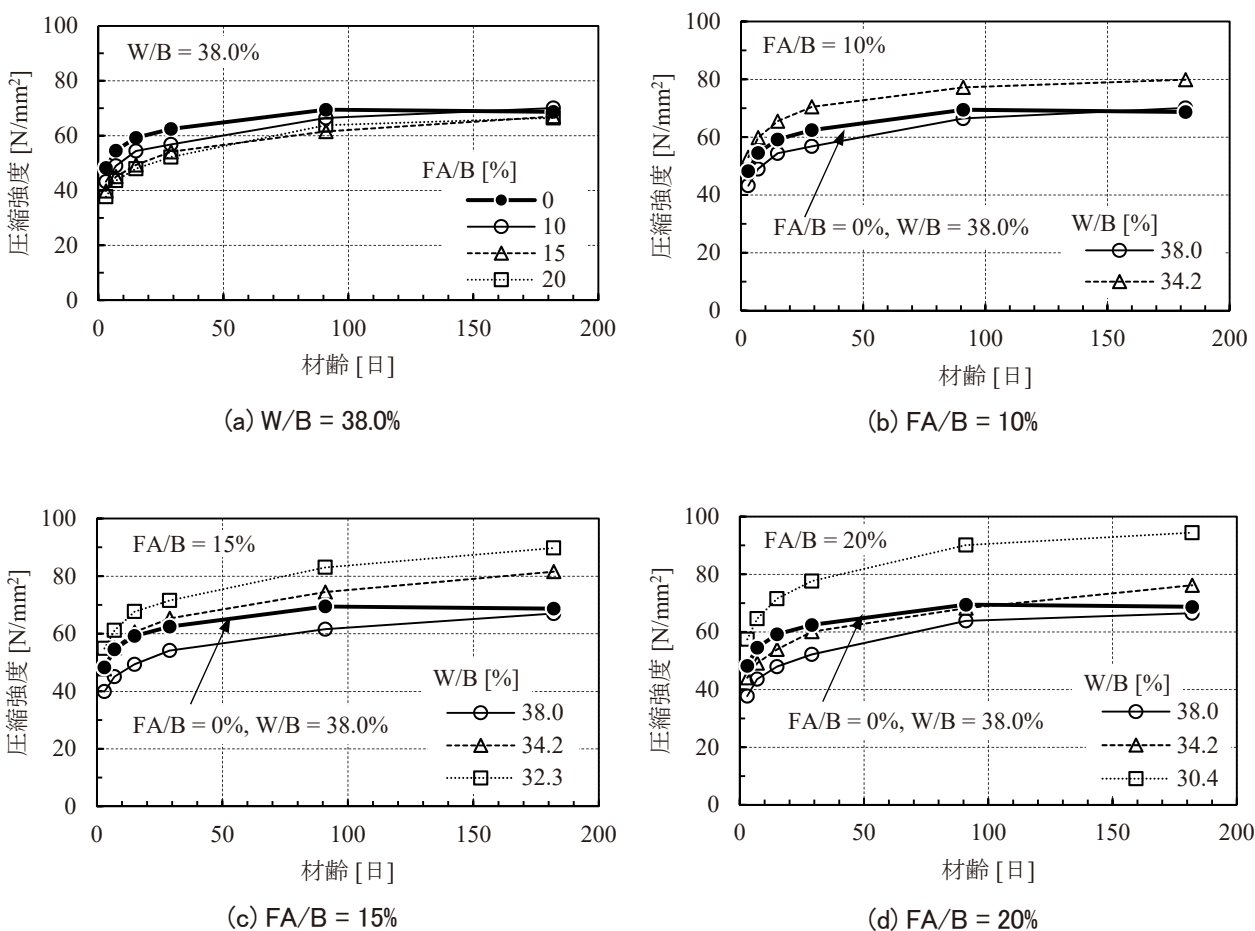 100
80
60
40
20
0
圧縮強度 [N/mm²]
W/B = 38.0%
FA/B [%]
0
10
15
20
0 50 100 150 200
材齢 [日]
(a) W/B = 38.0%
100
80
60
40
20
0
圧縮強度 [N/mm²]
FA/B = 10%
FA/B = 0%, W/B = 38.0%
W/B [%]
38.0
34.2
0 50 100 150 200
材齢 [日]
(b) FA/B = 10%
100
80
60
40
20
0
圧縮強度 [N/mm²]
FA/B = 15%
FA/B = 0%, W/B = 38.0%
W/B [%]
38.0
34.2
32.3
0 50 100 150 200
材齢 [日]
(c) FA/B = 15%
100
80
60
40
20
0
圧縮強度 [N/mm²]
FA/B = 20%
FA/B = 0%, W/B = 38.0%
W/B [%]
38.0
34.2
30.4
0 50 100 150 200
材齢 [日]
(d) FA/B = 20%